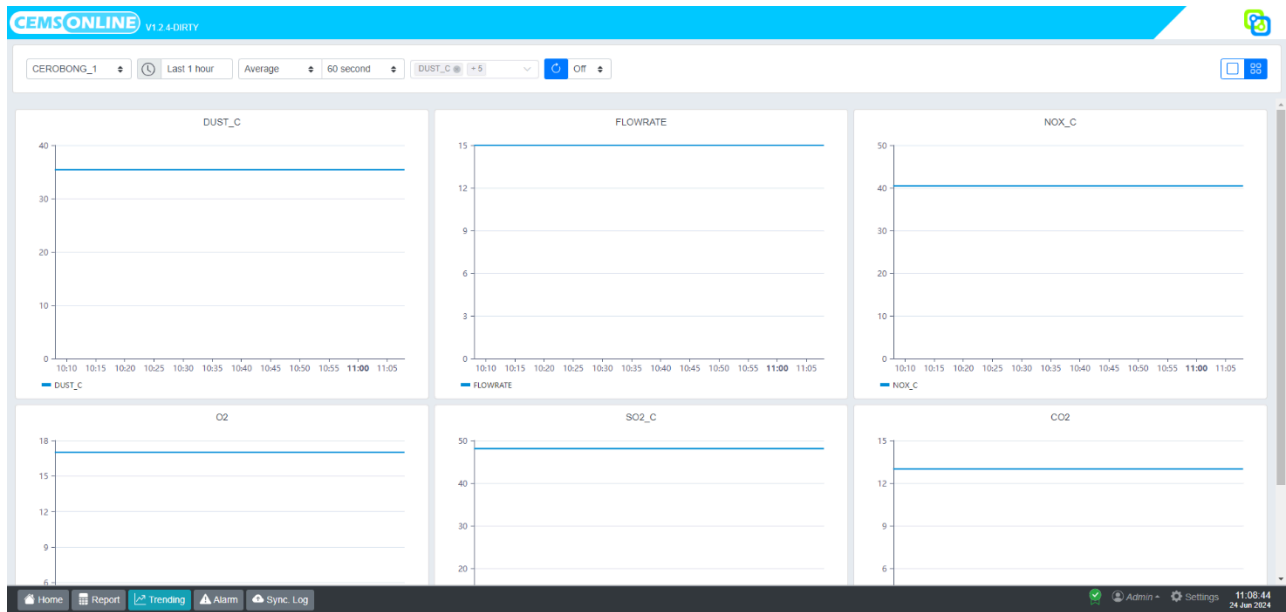 CEMSONLINE V1.2.4-DIRTY
CEROBONG_1 Last 1 hour Average 60 second DUST_C + 5 Off
DUST_C
40
30
20
10
0
10:10 10:15 10:20 10:25 10:30 10:35 10:40 10:45 10:50 10:55 11:00 11:05
DUST_C
FLOWRATE
15
12
9
6
3
0
10:10 10:15 10:20 10:25 10:30 10:35 10:40 10:45 10:50 10:55 11:00 11:05
FLOWRATE
NOX_C
50
40
30
20
10
0
10:10 10:15 10:20 10:25 10:30 10:35 10:40 10:45 10:50 10:55 11:00 11:05
NOX_C
O2
18
15
12
9
6
SO2_C
50
40
30
20
CO2
15
12
9
6
Home Report Trending Alarm Sync. Log Admin Settings 11:08:44
24 Jun 2024